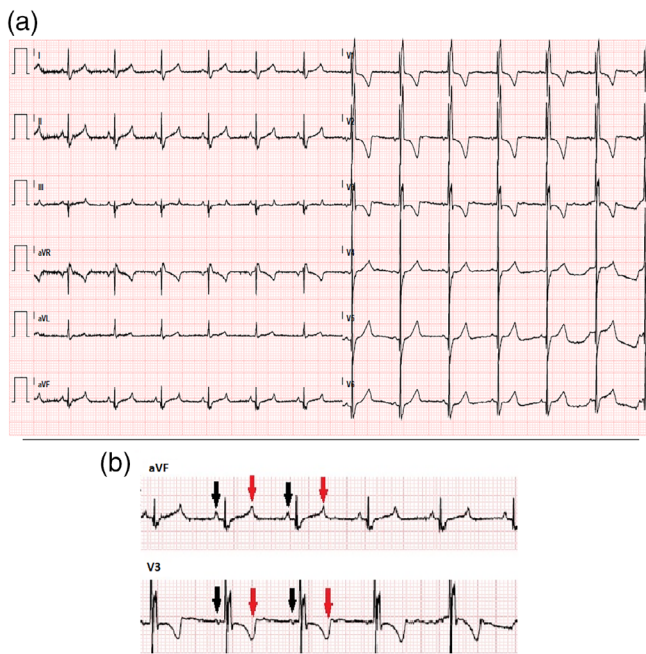 (a)
I V1
II V2
III V3
aVR V4
aVL V5
aVF V6
(b)
aVF
V3